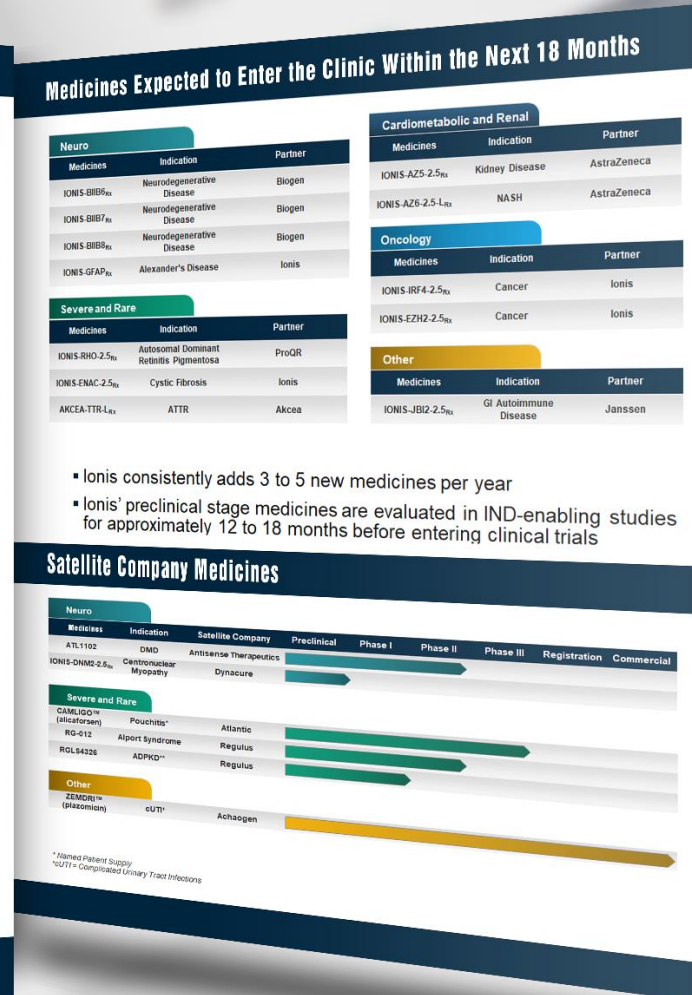 Medicines Expected to Enter the Clinic Within the Next 18 Months
Neuro
Medicines Indication Partner
IONIS-BIIB6Rx Neurodegenerative Disease Biogen
IONIS-BIIB7Rx Neurodegenerative Disease Biogen
IONIS-BIIB8Rx Neurodegenerative Disease Biogen
IONIS-GFAPRx Alexander's Disease Ionis
Severe and Rare
Medicines Indication Partner
IONIS-RHO-2.5Rx Autosomal Dominant Retinitis Pigmentosa ProQR
IONIS-ENAC-2.5Rx Cystic Fibrosis Ionis
AKCEA-TTR-LRx ATTR Akcea
Cardiometabolic and Renal
Medicines Indication Partner
IONIS-AZ5-2.5Rx Kidney Disease AstraZeneca
IONIS-AZ6-2.5-LRx NASH AstraZeneca
Oncology
Medicines Indication Partner
IONIS-IRF4-2.5Rx Cancer Ionis
IONIS-EZH2-2.5Rx Cancer Ionis
Other
Medicines Indication Partner
IONIS-JBI2-2.5Rx GI Autoimmune Disease Janssen
▪ Ionis consistently adds 3 to 5 new medicines per year
▪ Ionis' preclinical stage medicines are evaluated in IND-enabling studies
for approximately 12 to 18 months before entering clinical trials
Satellite Company Medicines
Neuro
Medicines Indication Satellite Company Preclinical Phase I Phase II Phase III Registration Commercial
ATL1102 DMD Antisense Therapeutics
IONIS-DNM2-2.5Rx Centronuclear Myopathy Dynacure
Severe and Rare
CAMLIGO™ (alicaforsen) Pouchitis* Atlantic
RG-012 Alport Syndrome Regulus
RGLS4326 ADPKD** Regulus
Other
ZEMDRI™ (plazomicin) cUTI* Achaogen
* Named Patient Supply
*cUTI = Complicated Urinary Tract Infections